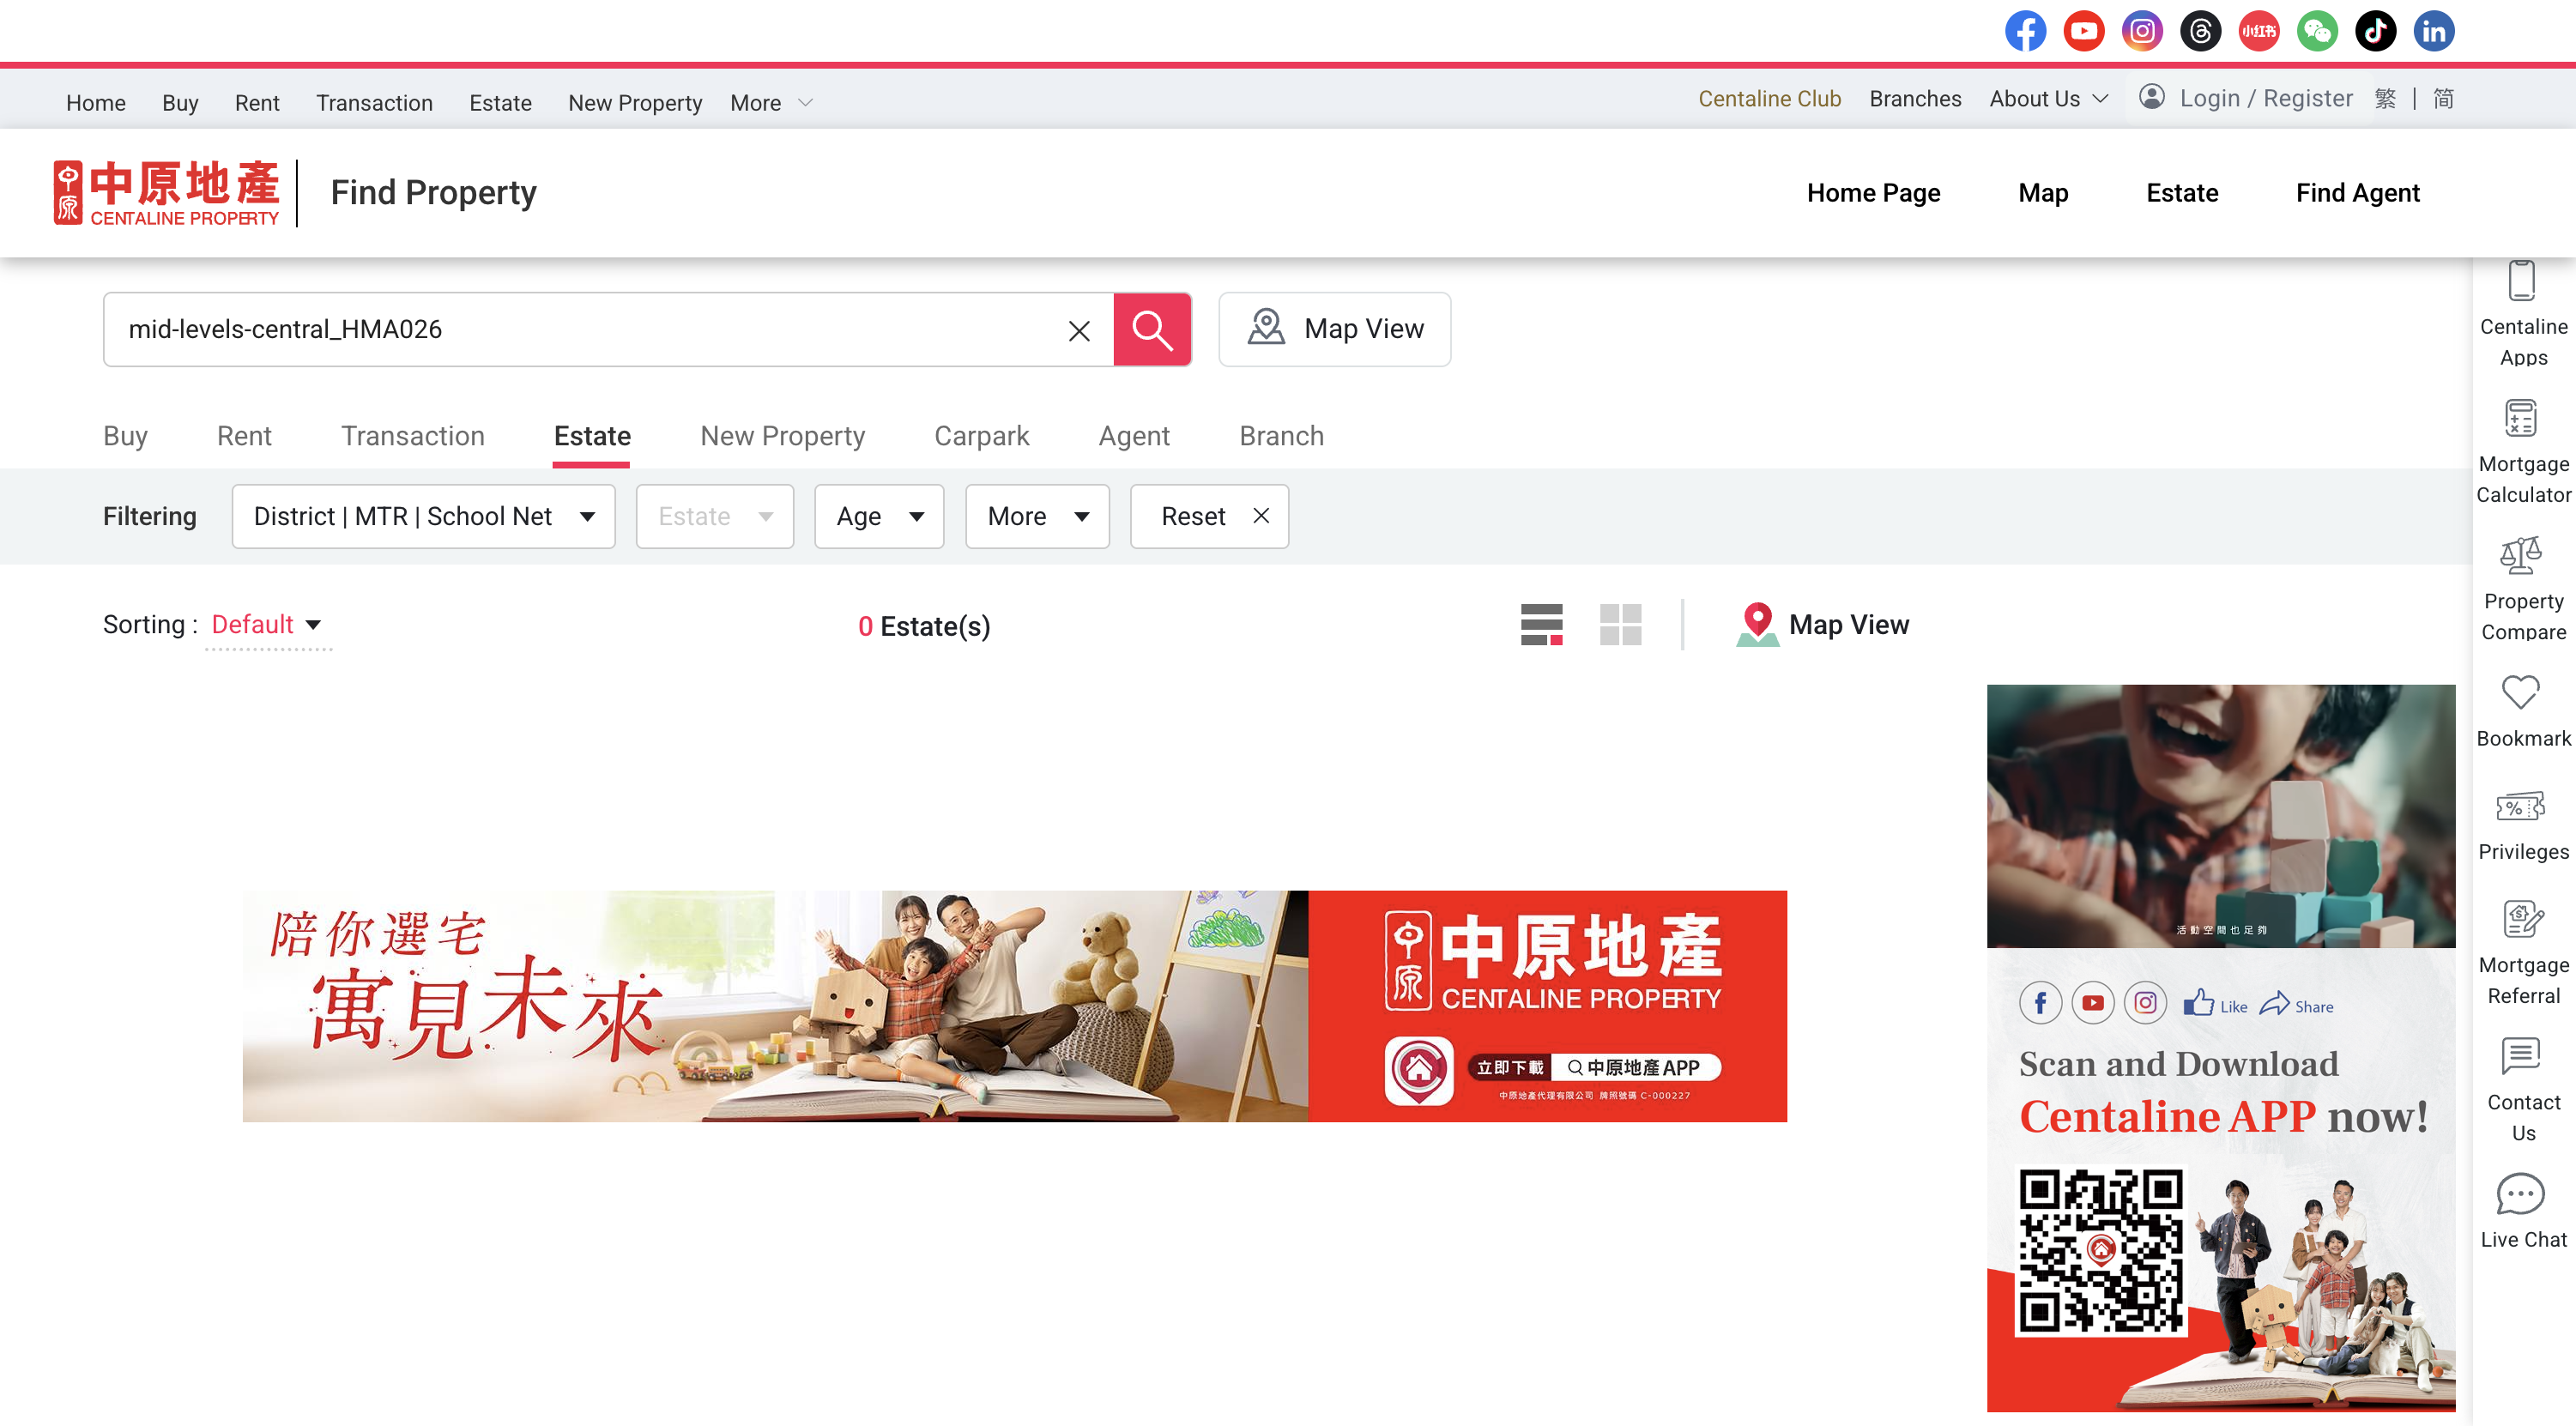 小红书
Home Buy Rent Transaction Estate New Property More
Centaline Club Branches About Us Login / Register 繁 | 简
中原 中原地產
CENTALINE PROPERTY
Find Property
Home Page Map Estate Find Agent
mid-levels-central_HMA026
Map View
Buy Rent Transaction Estate New Property Carpark Agent Branch
Filtering District | MTR | School Net Estate Age More Reset
Sorting : Default
0 Estate(s)
Map View
陪你選宅
寓見未來
中原 中原地產
CENTALINE PROPERTY
立即下載 中原地產 APP
中原地產代理有限公司 牌照號碼 C-000227
活動空間也足夠
Like Share
Scan and Download
Centaline APP now!
Centaline
Apps
Mortgage
Calculator
Property
Compare
Bookmark
Privileges
Mortgage
Referral
Contact
Us
Live Chat